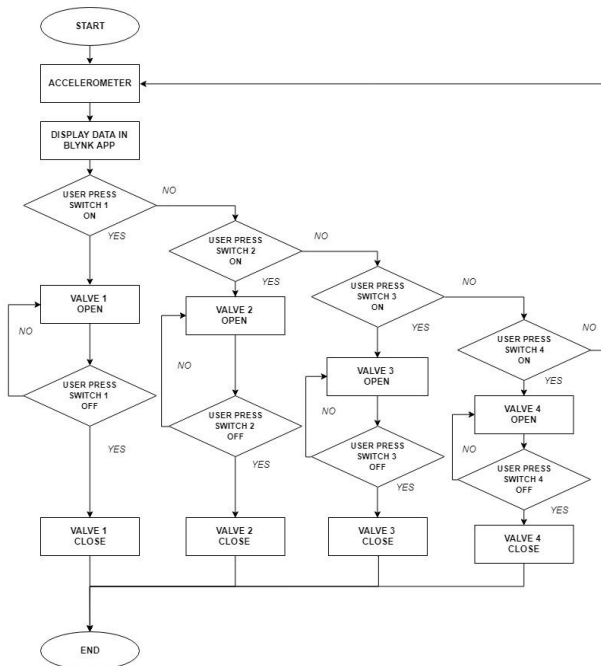 START
ACCELEROMETER
DISPLAY DATA IN
BLYNK APP
USER PRESS
SWITCH 1
ON
NO
YES
USER PRESS
SWITCH 2
ON
NO
YES
USER PRESS
SWITCH 3
ON
NO
YES
USER PRESS
SWITCH 4
ON
NO
YES
VALVE 1
OPEN
NO
USER PRESS
SWITCH 1
OFF
YES
VALVE 1
CLOSE
VALVE 2
OPEN
NO
USER PRESS
SWITCH 2
OFF
YES
VALVE 2
CLOSE
VALVE 3
OPEN
NO
USER PRESS
SWITCH 3
OFF
YES
VALVE 3
CLOSE
VALVE 4
OPEN
NO
USER PRESS
SWITCH 4
OFF
YES
VALVE 4
CLOSE
END